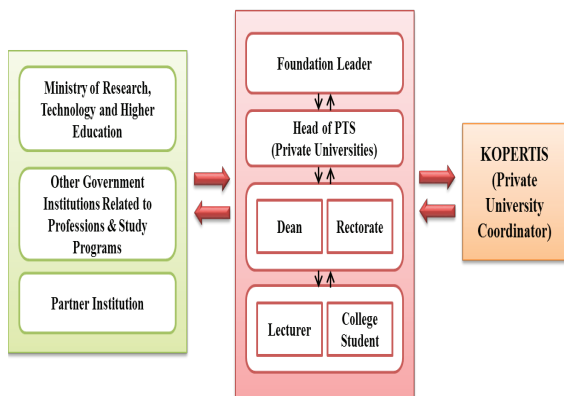 Ministry of Research,
Technology and Higher
Education
Other Government
Institutions Related to
Professions & Study
Programs
Partner Institution
Foundation Leader
Head of PTS
(Private Universities)
Dean
Rectorate
Lecturer
College
Student
KOPERTIS
(Private
University
Coordinator)